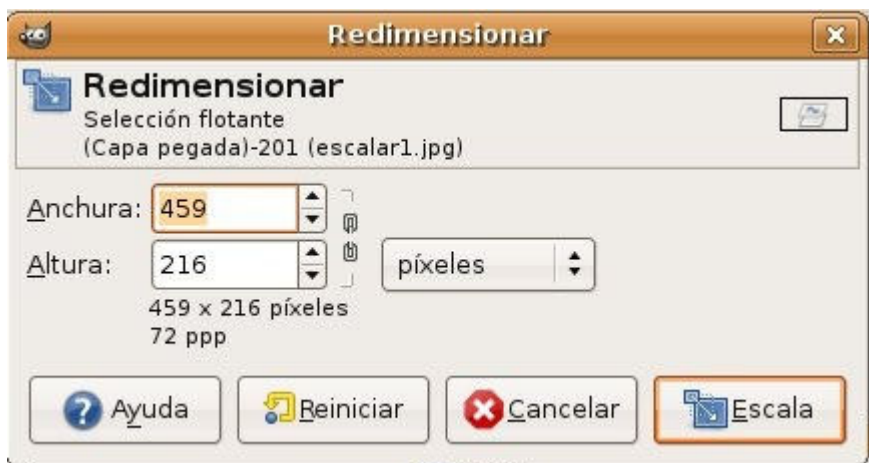 Redimensionar
Redimensionar
Selección flotante
(Capa pegada)-201 (escalar1.jpg)
Anchura: 459
Altura: 216 píxeles
459 x 216 píxeles
72 ppp
Ayuda Reiniciar Cancelar Escala